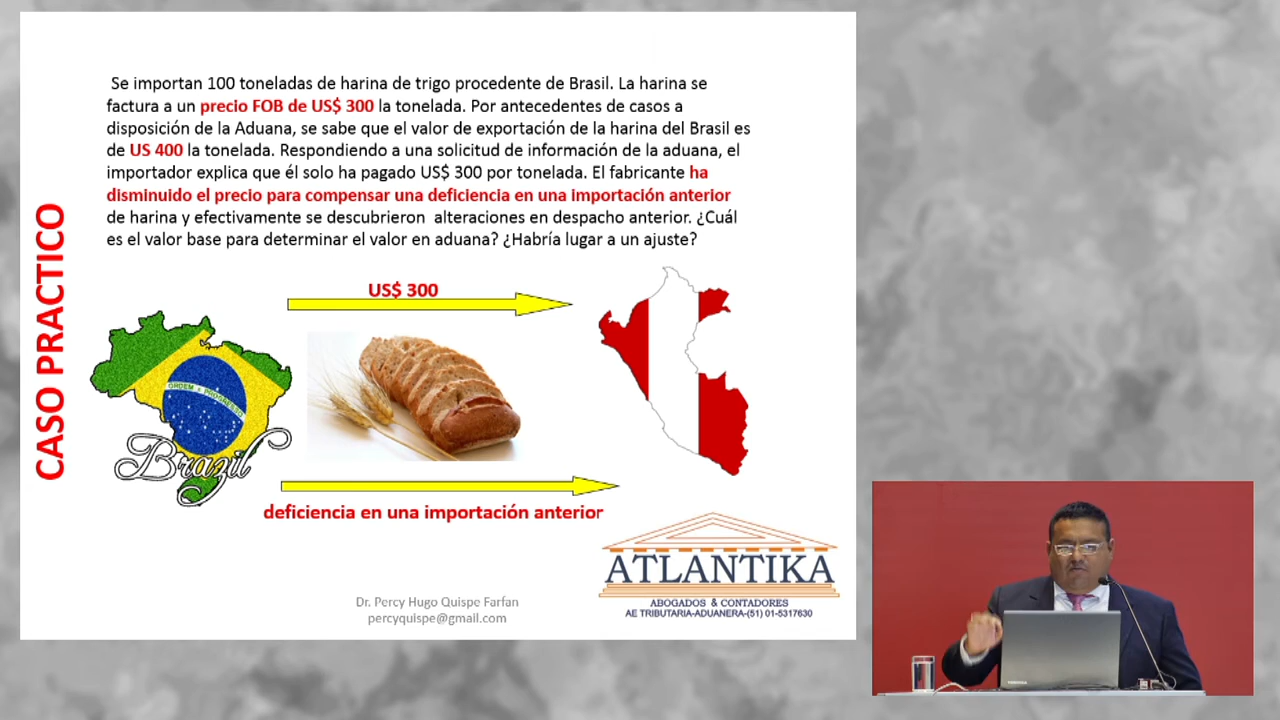 Se importan 100 toneladas de harina de trigo procedente de Brasil. La harina se
factura a un precio FOB de US$ 300 la tonelada. Por antecedentes de casos a
disposición de la Aduana, se sabe que el valor de exportación de la harina del Brasil es
de US 400 la tonelada. Respondiendo a una solicitud de información de la aduana, el
importador explica que él solo ha pagado US$ 300 por tonelada. El fabricante ha
disminuido el precio para compensar una deficiencia en una importación anterior
de harina y efectivamente se descubrieron alteraciones en despacho anterior. ¿Cuál
es el valor base para determinar el valor en aduana? ¿Habría lugar a un ajuste?
CASO PRACTICO
US$ 300
ORDEM E PROGRESSO
Brazil
deficiencia en una importación anterior
ATLANTIKA
ABOGADOS & CONTADORES
AE TRIBUTARIA-ADUANERA-(51) 01-5317630
Dr. Percy Hugo Quispe Farfan
percyquispe@gmail.com